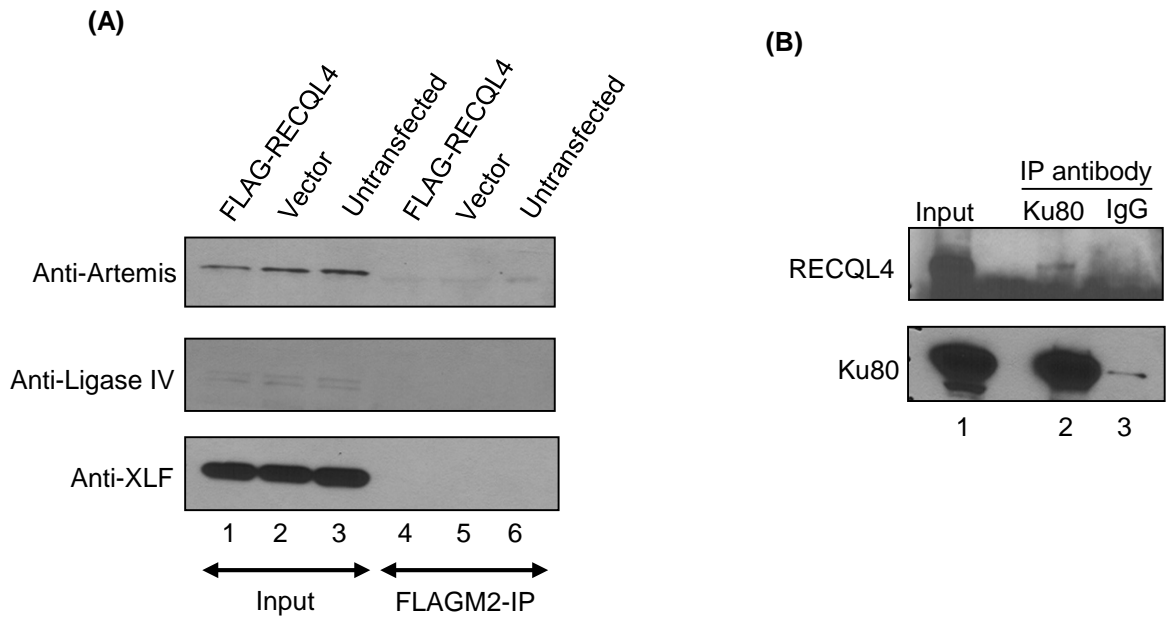 (A)
FLAG-RECQL4
Vector
Untransfected
FLAG-RECQL4
Vector
Untransfected
Anti-Artemis
Anti-Ligase IV
Anti-XLF
1 2 3 4 5 6
Input FLAGM2-IP
(B)
IP antibody
Input Ku80 IgG
RECQL4
Ku80
1 2 3